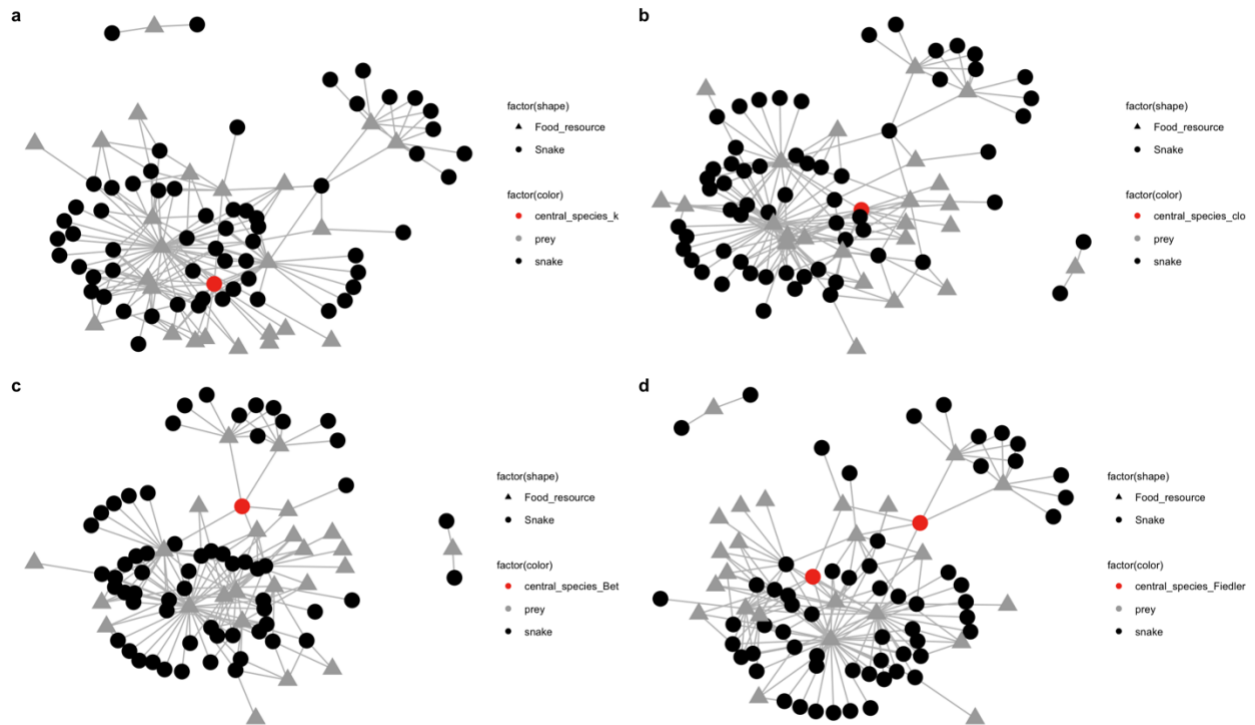 a
factor(shape)
Food_resource
Snake
factor(color)
central_species_k
prey
snake
b
factor(shape)
Food_resource
Snake
factor(color)
central_species_clo
prey
snake
c
factor(shape)
Food_resource
Snake
factor(color)
central_species_Bet
prey
snake
d
factor(shape)
Food_resource
Snake
factor(color)
central_species_Fiedler
prey
snake